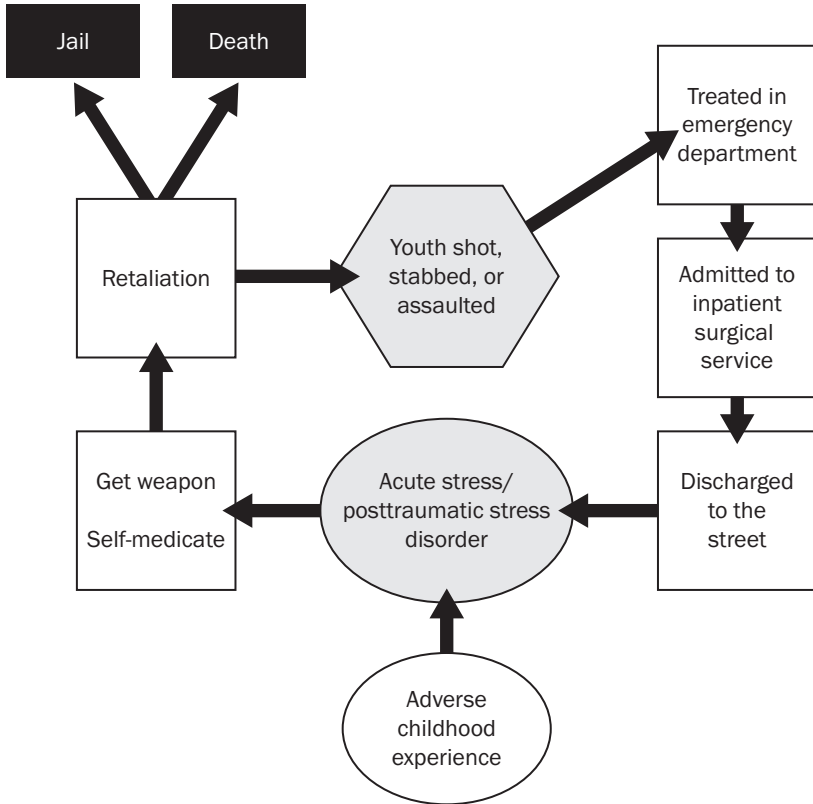 Jail
Death
Treated in
emergency
department
Retaliation
Youth shot,
stabbed, or
assaulted
Admitted to
inpatient
surgical
service
Get weapon
Self-medicate
Acute stress/
posttraumatic stress
disorder
Discharged
to the
street
Adverse
childhood
experience